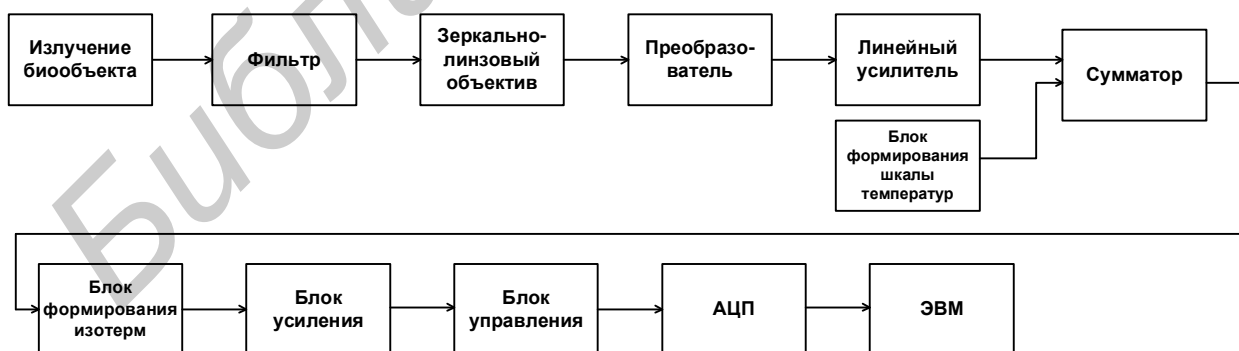 Излучение
биообъекта
Фильтр
Зеркально-
линзовый
объектив
Преобразо-
ватель
Линейный
усилитель
Сумматор
Блок
формирования
шкалы
температур
Блок
формирования
изотерм
Блок
усиления
Блок
управления
АЦП
ЭВМ